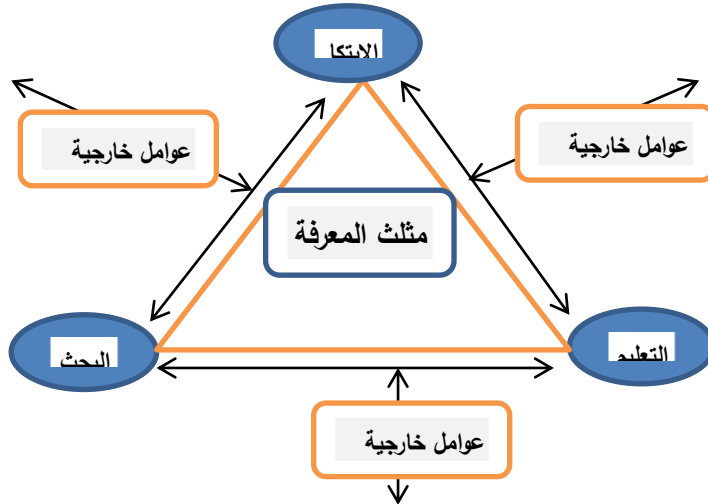 الابتكا
عوامل خارجية
عوامل خارجية
مثلث المعرفة
التعليم
البحث
عوامل خارجية